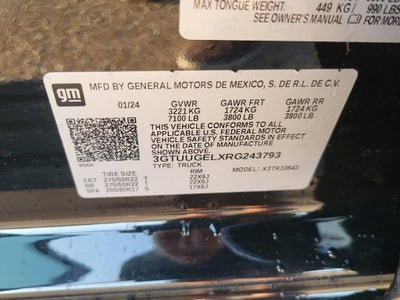 MAX TONGUE WEIGHT:
449 KG/ 990 LBS
SEE OWNER'S MANUAL FOR MORE
gm
MFD BY GENERAL MOTORS DE MEXICO, S. DE R.L. DE C.V.
01/24 GVWR GAWR FRT GAWR RR
3221 KG 1724 KG 1724 KG
7100 LB 3800 LB 3800 LB
THIS VEHICLE CONFORMS TO ALL
APPLICABLE U.S. FEDERAL MOTOR VEHICLE
SAFETY STANDARDS IN EFFECT ON THE
DATE OF MANUFACTURE SHOWN ABOVE.
3GTUUGELXRG243793
TYPE: TRUCK MODEL: X3TK10543
TIRE RIM
FRT 275/50R22 T 22X9J
RR 275/50R22 T 22X9J
SPA 255/80R17 S 17X8J